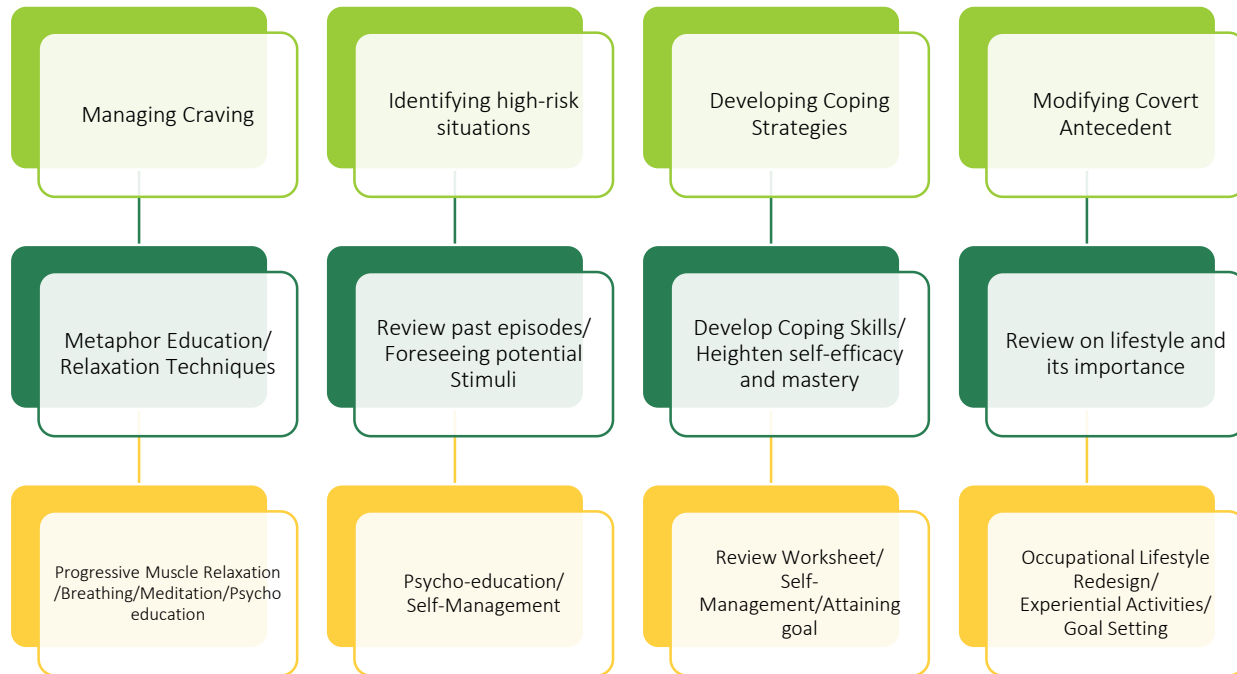 Managing Craving
Identifying high-risk
situations
Developing Coping
Strategies
Modifying Covert
Antecedent
Metaphor Education/
Relaxation Techniques
Review past episodes/
Foreseeing potential
Stimuli
Develop Coping Skills/
Heighten self-efficacy
and mastery
Review on lifestyle and
its importance
Progressive Muscle Relaxation
/Breathing/Meditation/Psycho
education
Psycho-education/
Self-Management
Review Worksheet/
Self-
Management/Attaining
goal
Occupational Lifestyle
Redesign/
Experiential Activities/
Goal Setting